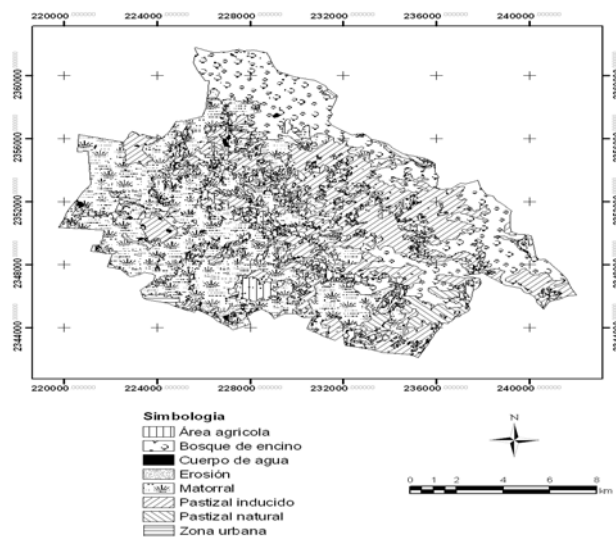 220000 224000 228000 232000 236000 240000
2360000
2356000
2352000
2348000
2344000
220000 224000 228000 232000 236000 240000
Simbología
Área agrícola
Bosque de encino
Cuerpo de agua
Erosión
Matorral
Pastizal inducido
Pastizal natural
Zona urbana
N
0 1 2 4 6 8
km